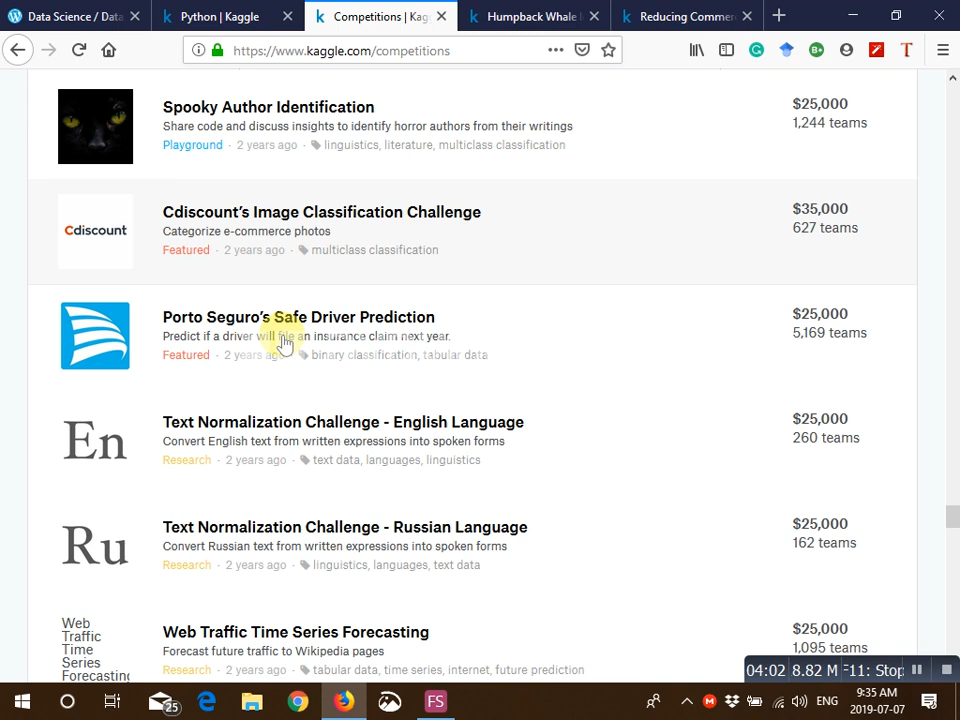 Data Science / Data
Python | Kaggle
Competitions | Kag
Humpback Whale I
Reducing Commer
https://www.kaggle.com/competitions
Spooky Author Identification
$25,000
Share code and discuss insights to identify horror authors from their writings
1,244 teams
Playground - 2 years ago - linguistics, literature, multiclass classification
Cdiscount
Cdiscount's Image Classification Challenge
$35,000
Categorize e-commerce photos
627 teams
Featured - 2 years ago - multiclass classification
Porto Seguro's Safe Driver Prediction
$25,000
Predict if a driver will file an insurance claim next year.
5,169 teams
Featured - 2 years ago - binary classification, tabular data
En
Text Normalization Challenge - English Language
$25,000
Convert English text from written expressions into spoken forms
260 teams
Research - 2 years ago - text data, languages, linguistics
Ru
Text Normalization Challenge - Russian Language
$25,000
Convert Russian text from written expressions into spoken forms
162 teams
Research - 2 years ago - linguistics, languages, text data
Web
Traffic
Time
Series
Forecasting
Web Traffic Time Series Forecasting
$25,000
Forecast future traffic to Wikipedia pages
1,095 teams
Research - 2 years ago - tabular data, time series, internet, future prediction
04:02 8.82 M F11: Stop
25
FS
ENG
9:35 AM
2019-07-07